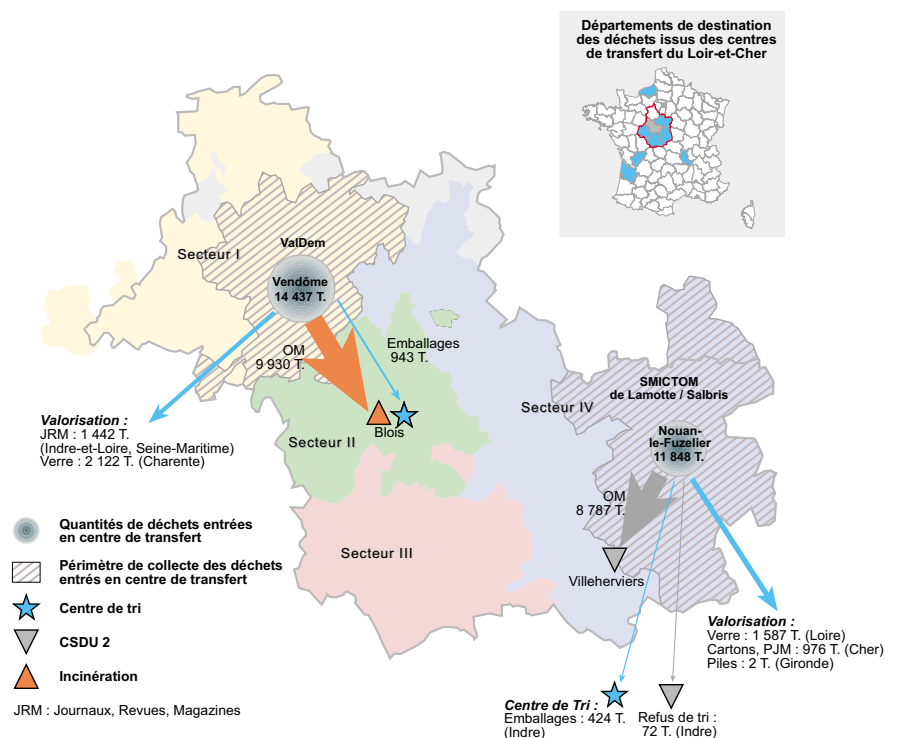 Départements de destination
des déchets issus des centres
de transfert du Loir-et-Cher
ValDem
Secteur I
Vendôme
14 437 T.
OM
9 930 T.
Emballages
943 T.
SMICTOM
de Lamotte / Salbris
Secteur IV
Valorisation :
JRM : 1 442 T.
(Indre-et-Loire, Seine-Maritime)
Verre : 2 122 T. (Charente)
Blois
Secteur II
Nouan-
le-Fuzelier
11 848 T.
OM
8 787 T.
Secteur III
Villeherviers
Quantités de déchets entrées
en centre de transfert
Périmètre de collecte des déchets
entrés en centre de transfert
Centre de tri
CSDU 2
Incinération
JRM : Journaux, Revues, Magazines
Valorisation :
Verre : 1 587 T. (Loire)
Cartons, PJM : 976 T. (Cher)
Piles : 2 T. (Gironde)
Centre de Tri :
Emballages : 424 T.
(Indre)
Refus de tri :
72 T. (Indre)